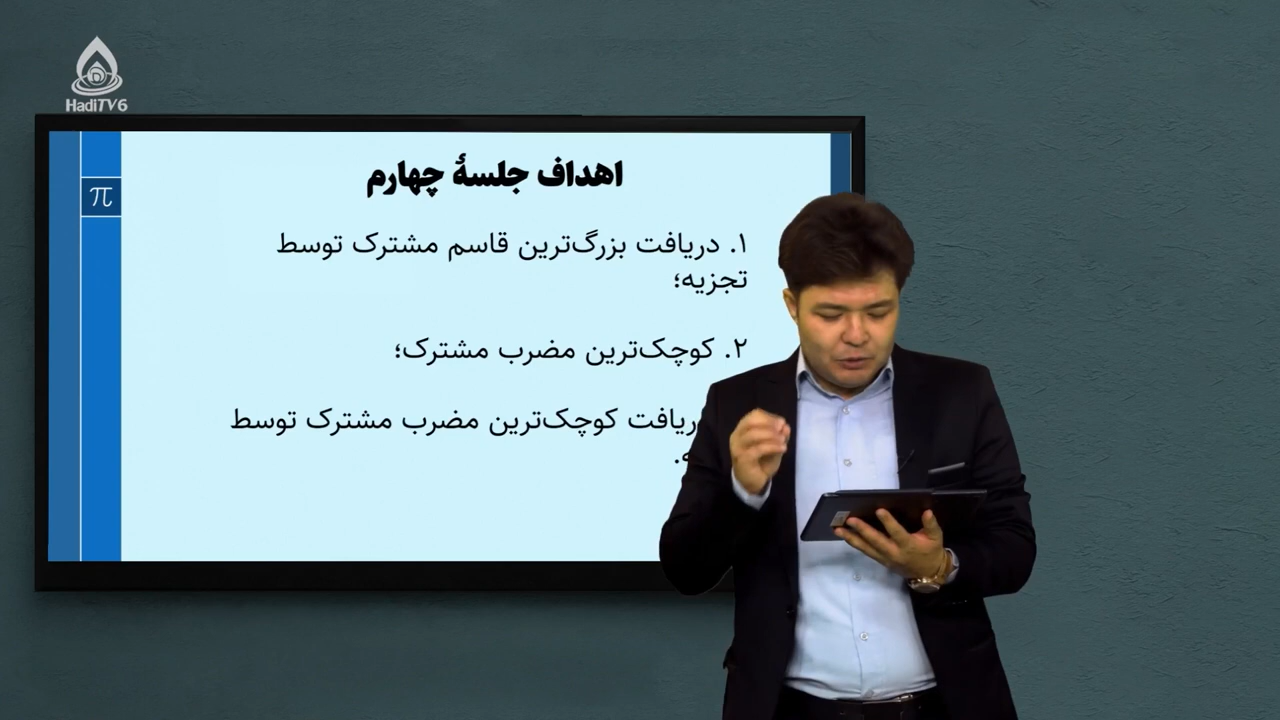 HadiTV6
π
اهداف جلسهٔ چهارم
۱. دریافت بزرگ‌ترین قاسم مشترک توسط
تجزیه؛
۲. کوچک‌ترین مضرب مشترک؛
کوچک‌ترین مضرب مشترک توسط